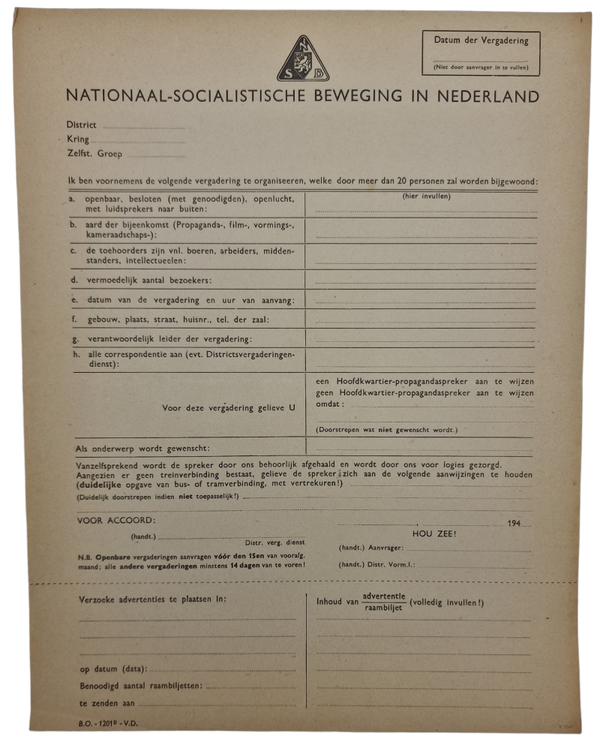 N
S B
Datum der Vergadering
(Niet door aanvrager in te vullen)
NATIONAAL-SOCIALISTISCHE BEWEGING IN NEDERLAND
District
Kring
Zelfst. Groep
Ik ben voornemens de volgende vergadering te organiseeren, welke door meer dan 20 personen zal worden bijgewoond:
a. openbaar, besloten (met genoodigden), openlucht,
met luidsprekers naar buiten:
(hier invullen)
b. aard der bijeenkomst (Propaganda-, film-, vormings-,
kameraadschaps-):
c. de toehoorders zijn vnl. boeren, arbeiders, midden-
standers, intellectueelen:
d. vermoedelijk aantal bezoekers:
e. datum van de vergadering en uur van aanvang:
f. gebouw, plaats, straat, huisnr., tel. der zaal:
g. verantwoordelijk leider der vergadering:
h. alle correspondentie aan (evt. Districtsvergaderingen-
dienst):
Voor deze vergadering gelieve U
een Hoofdkwartier-propagandaspreker aan te wijzen
geen Hoofdkwartier-propagandaspreker aan te wijzen
omdat :
(Doorstrepen wat niet gewenscht wordt.)
Als onderwerp wordt gewenscht:
Vanzelfsprekend wordt de spreker door ons behoorlijk afgehaald en wordt door ons voor logies gezorgd.
Aangezien er geen treinverbinding bestaat, gelieve de spreker zich aan de volgende aanwijzingen te houden
(duidelijke opgave van bus- of tramverbinding, met vertrekuren!)
(Duidelijk doorstrepen indien niet toepasselijk!)
VOOR ACCOORD:
194
(handt.)
Distr. verg. dienst
HOU ZEE!
(handt.) Aanvrager:
N.B. Openbare vergaderingen aanvragen vóór den 15en van voorafg.
maand; alle andere vergaderingen minstens 14 dagen van te voren!
(handt.) Distr. Vorm.l.:
Verzoeke advertenties te plaatsen in:
Inhoud van advertentie
raambiljet (volledig invullen!)
op datum (data):
Benoodigd aantal raambiljetten:
te zenden aan
B.O. - 1201B - V.D.